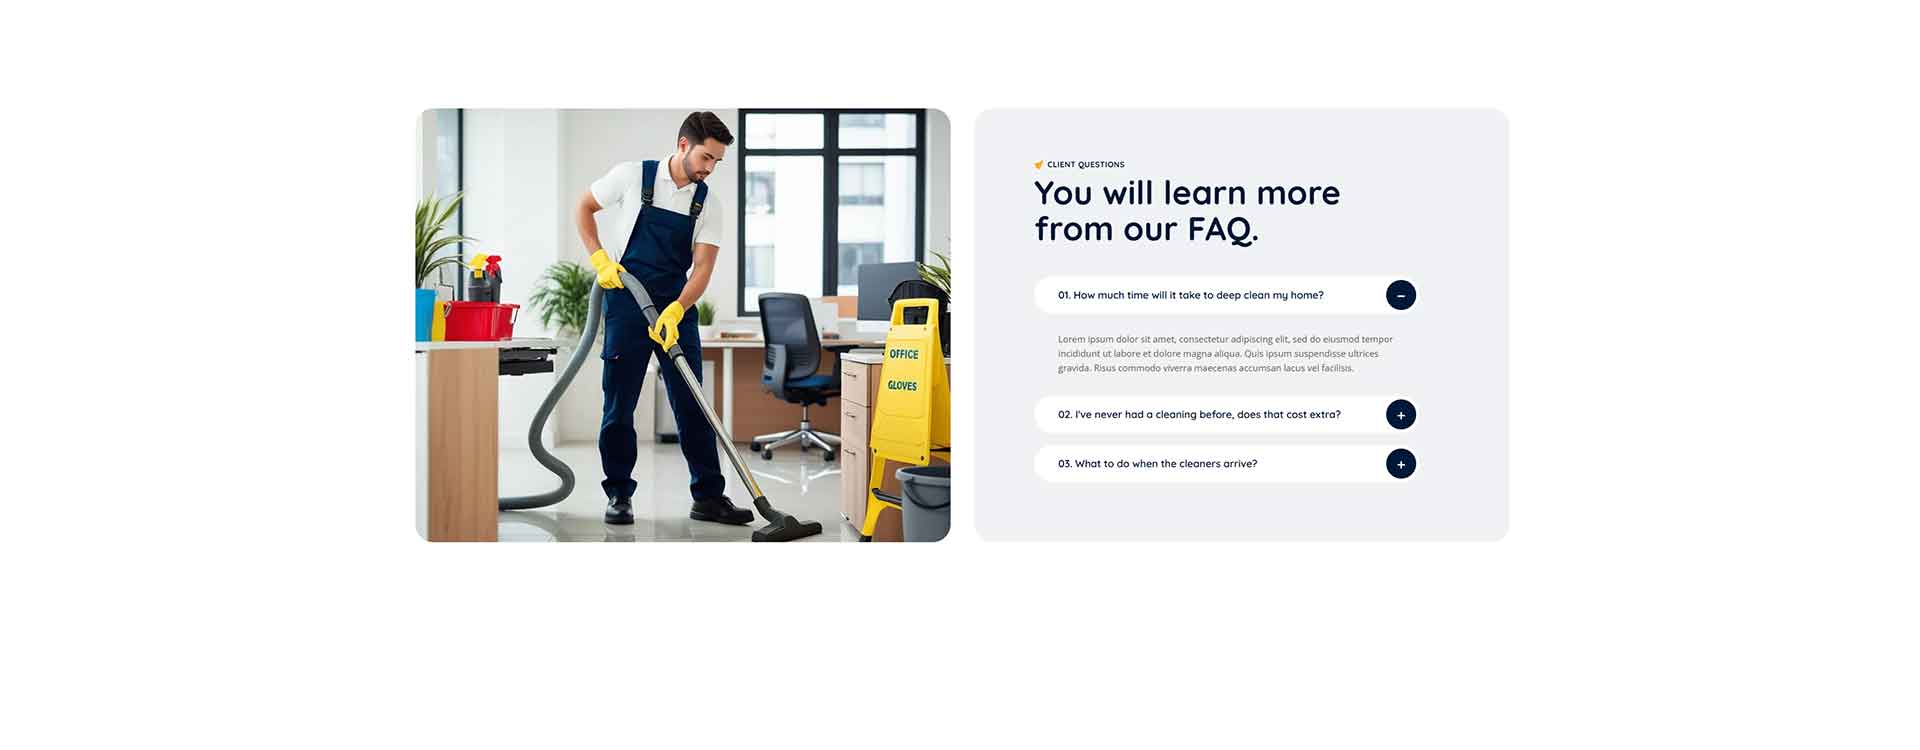 OFFICE
GLOVES
CLIENT QUESTIONS
You will learn more
from our FAQ.
01. How much time will it take to deep clean my home?
Lorem ipsum dolor sit amet, consectetur adipiscing elit, sed do eiusmod tempor
incididunt ut labore et dolore magna aliqua. Quis ipsum suspendisse ultrices
gravida. Risus commodo viverra maecenas accumsan lacus vel facilisis.
02. I've never had a cleaning before, does that cost extra?
03. What to do when the cleaners arrive?